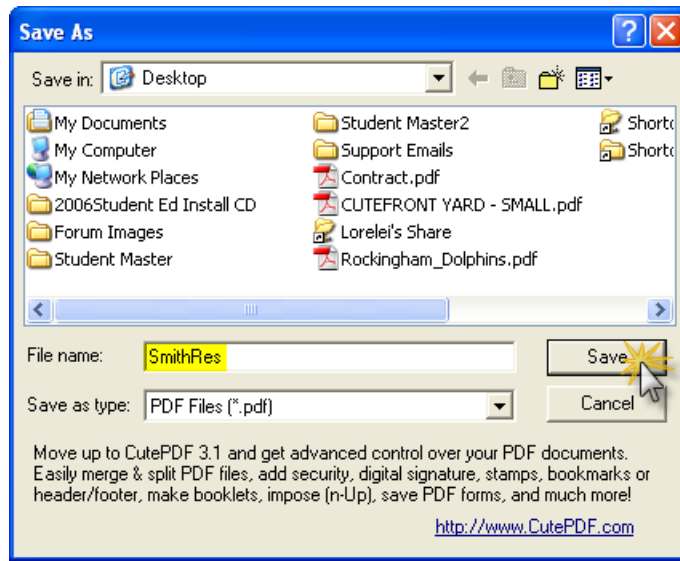 Save As
Save in: Desktop
My Documents
My Computer
My Network Places
2006Student Ed Install CD
Forum Images
Student Master
Student Master2
Support Emails
Contract.pdf
CUTEFRONT YARD - SMALL.pdf
Lorelei's Share
Rockingham_Dolphins.pdf
Shortc
Shortc
File name: SmithRes Save
Save as type: PDF Files (*.pdf) Cancel
Move up to CutePDF 3.1 and get advanced control over your PDF documents.
Easily merge & split PDF files, add security, digital signature, stamps, bookmarks or
header/footer, make booklets, impose (n-Up), save PDF forms, and much more!
http://www.CutePDF.com